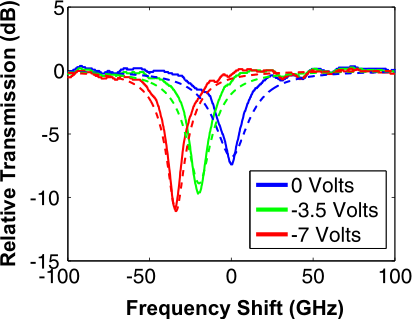 5
0
-5
-10
-15
-100
-50
0
50
100
Relative Transmission (dB)
Frequency Shift (GHz)
0 Volts
-3.5 Volts
-7 Volts